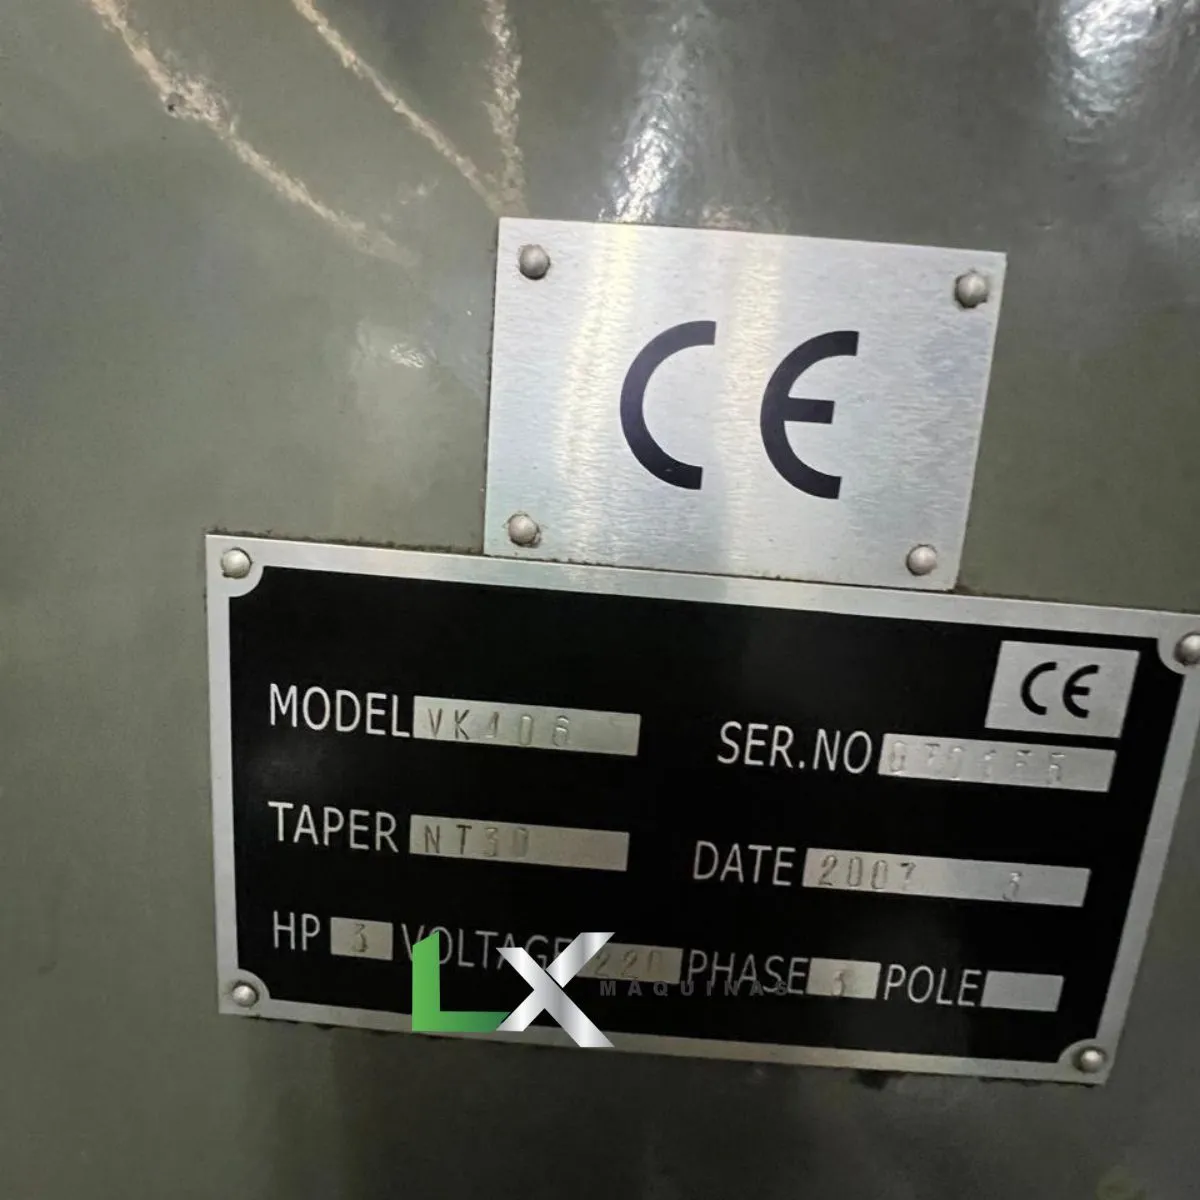 CE
CE
MODEL VK406 SER.NO
TAPER NT30 DATE 2007 3
HP 3 VOLTAGE 220 PHASE 3 POLE
LX
MAQUINAS